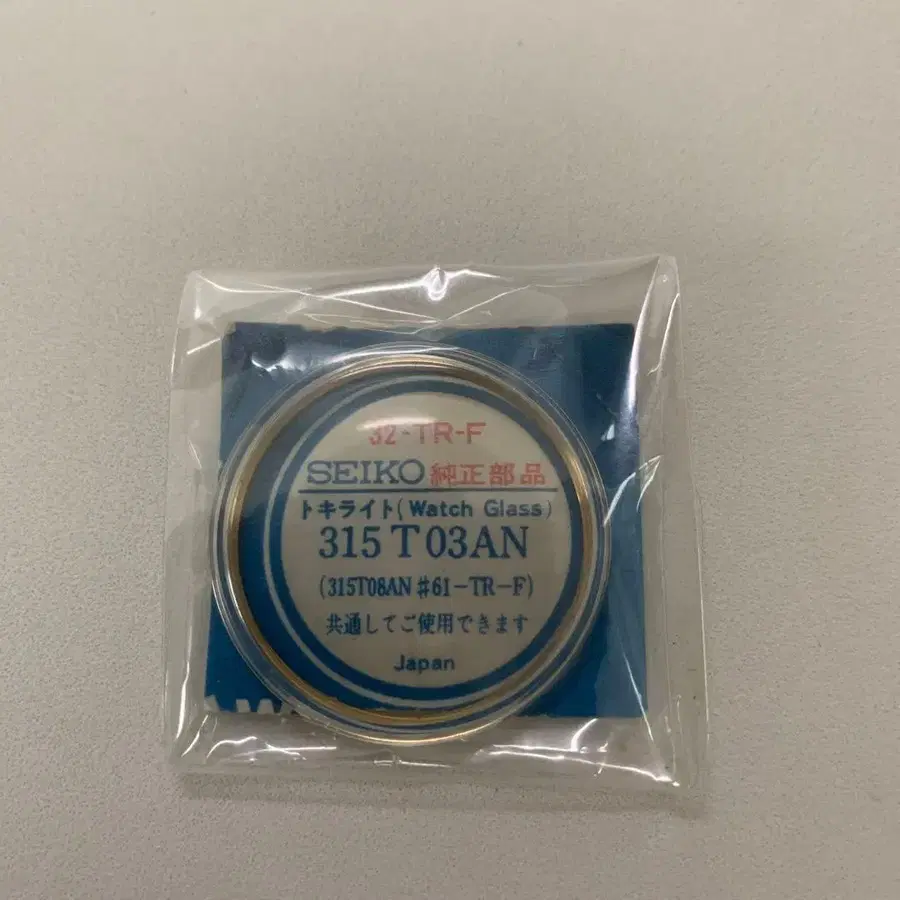 32-TR-F
SEIKO 純正部品
トキライト(Watch Glass)
315T03AN
(315T08AN #61-TR-F)
共通してご使用できます
Japan